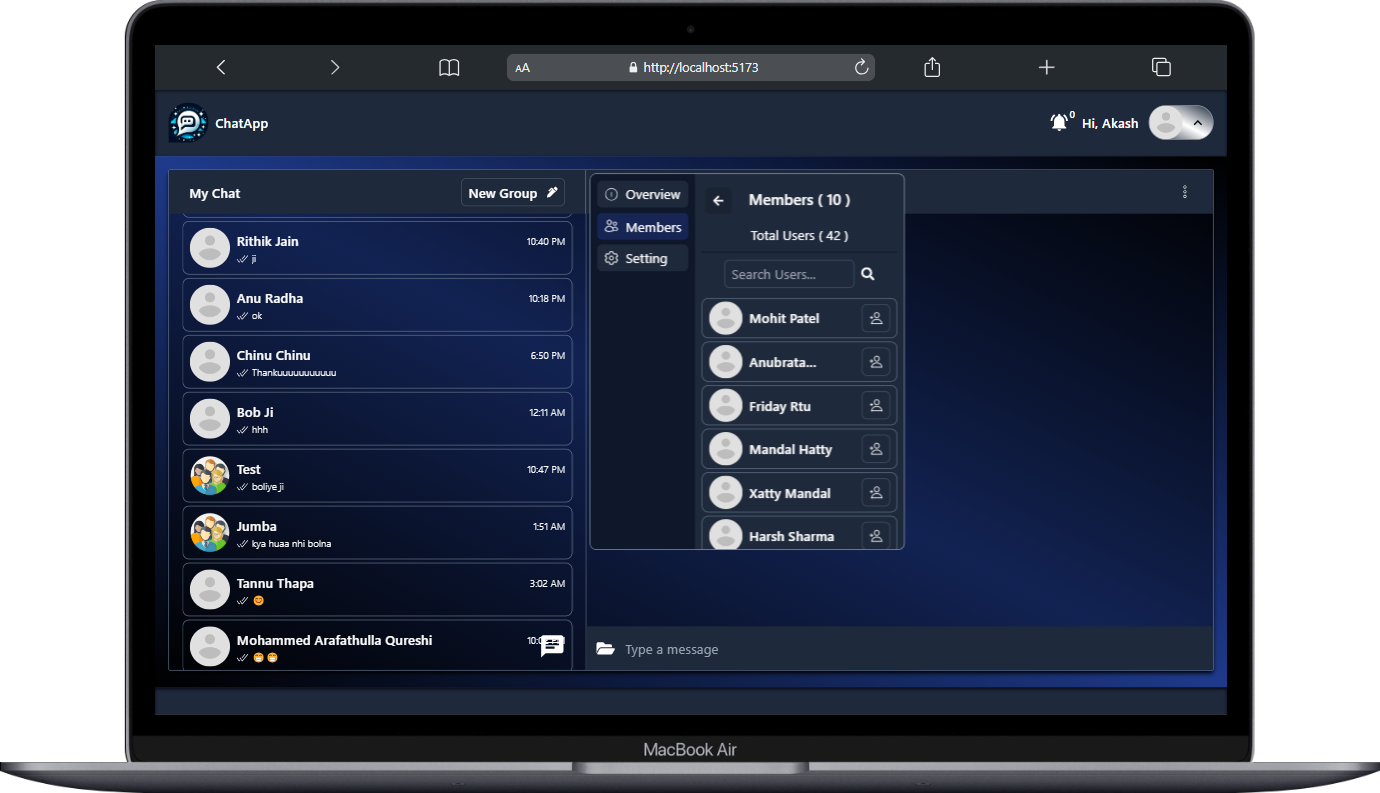 AA
http://localhost:5173
ChatApp
0
Hi, Akash
My Chat
New Group
Rithik Jain
10:40 PM
ji
Anu Radha
10:18 PM
ok
Chinu Chinu
6:50 PM
Thankuuuuuuuuuuu
Bob Ji
12:11 AM
hhh
Test
10:47 PM
boliye ji
Jumba
1:51 AM
kya huaa nhi bolna
Tannu Thapa
3:02 AM
😊
Mohammed Arafathulla Qureshi
😁😁
Overview
Members
Setting
Members ( 10 )
Total Users ( 42 )
Search Users...
Mohit Patel
Anubrata...
Friday Rtu
Mandal Hatty
Xatty Mandal
Harsh Sharma
Type a message
MacBook Air